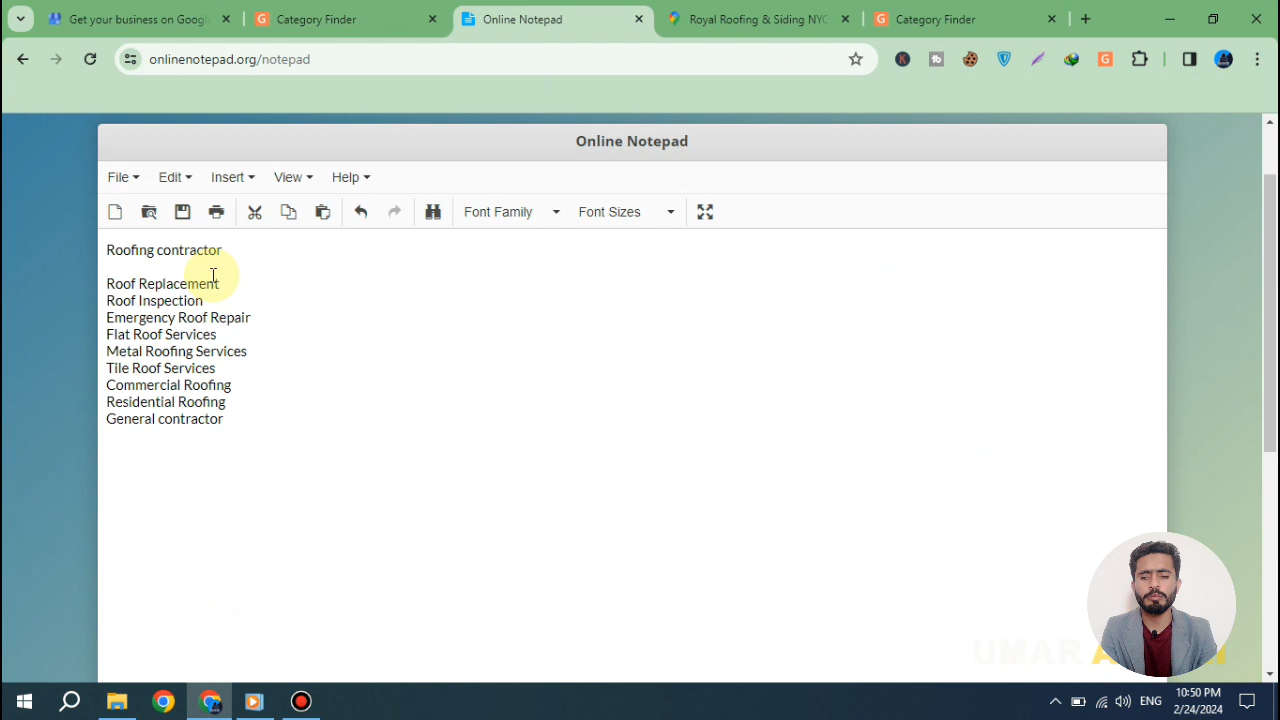 Get your business on Googl
Category Finder
Online Notepad
Royal Roofing & Siding NYC
Category Finder
onlinenotepad.org/notepad
Online Notepad
File
Edit
Insert
View
Help
Font Family
Font Sizes
Roofing contractor
Roof Replacement
Roof Inspection
Emergency Roof Repair
Flat Roof Services
Metal Roofing Services
Tile Roof Services
Commercial Roofing
Residential Roofing
General contractor
UMAR
ENG
10:50 PM
2/24/2024